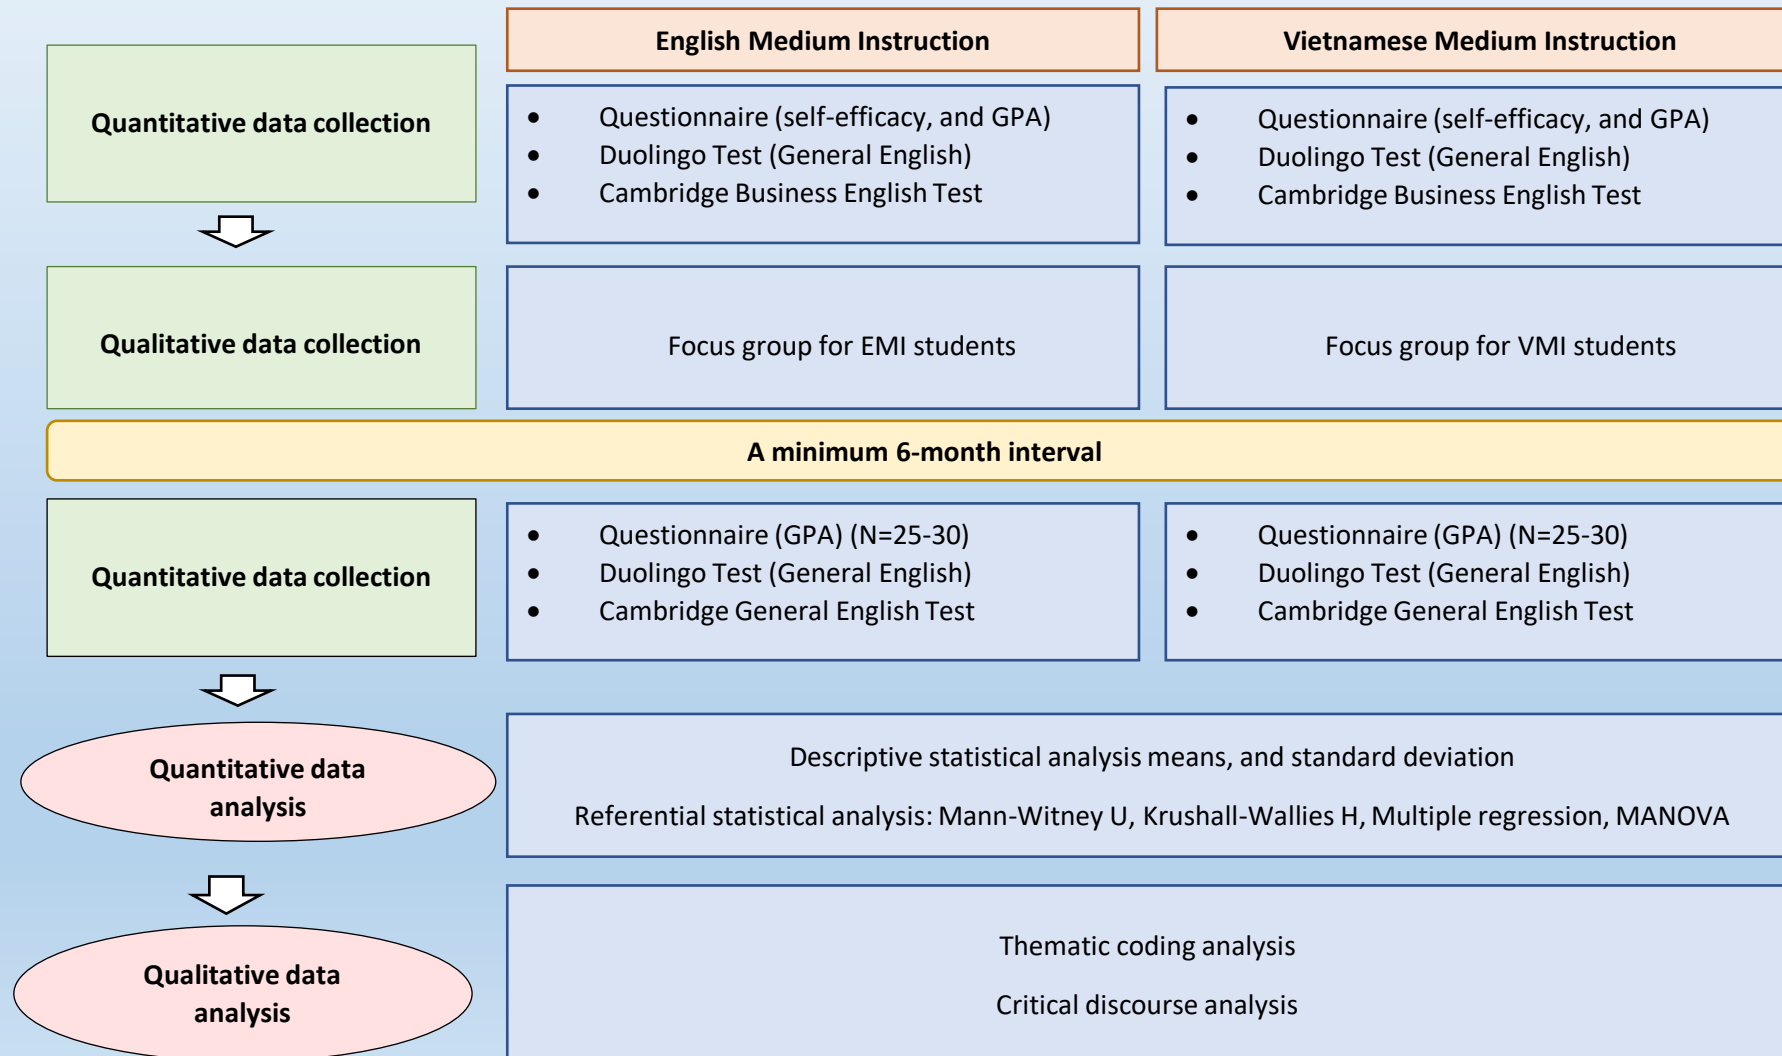 English Medium Instruction
Vietnamese Medium Instruction
Quantitative data collection
• Questionnaire (self-efficacy, and GPA)
• Duolingo Test (General English)
• Cambridge Business English Test
• Questionnaire (self-efficacy, and GPA)
• Duolingo Test (General English)
• Cambridge Business English Test
Qualitative data collection
Focus group for EMI students
Focus group for VMI students
A minimum 6-month interval
Quantitative data collection
• Questionnaire (GPA) (N=25-30)
• Duolingo Test (General English)
• Cambridge General English Test
• Questionnaire (GPA) (N=25-30)
• Duolingo Test (General English)
• Cambridge General English Test
Quantitative data
analysis
Descriptive statistical analysis means, and standard deviation
Referential statistical analysis: Mann-Witney U, Krushall-Wallies H, Multiple regression, MANOVA
Qualitative data
analysis
Thematic coding analysis
Critical discourse analysis